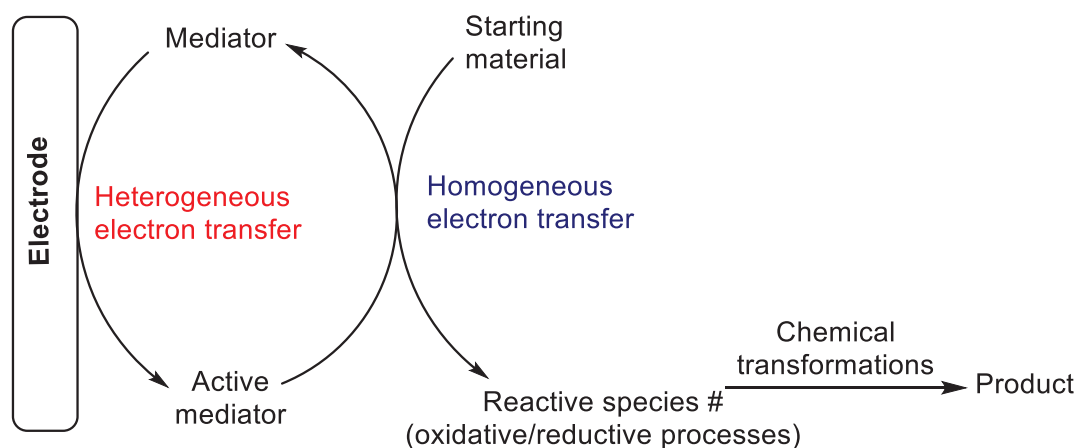 Electrode
Mediator
Starting
material
Heterogeneous
electron transfer
Homogeneous
electron transfer
Active
mediator
Reactive species #
(oxidative/reductive processes)
Chemical
transformations
Product